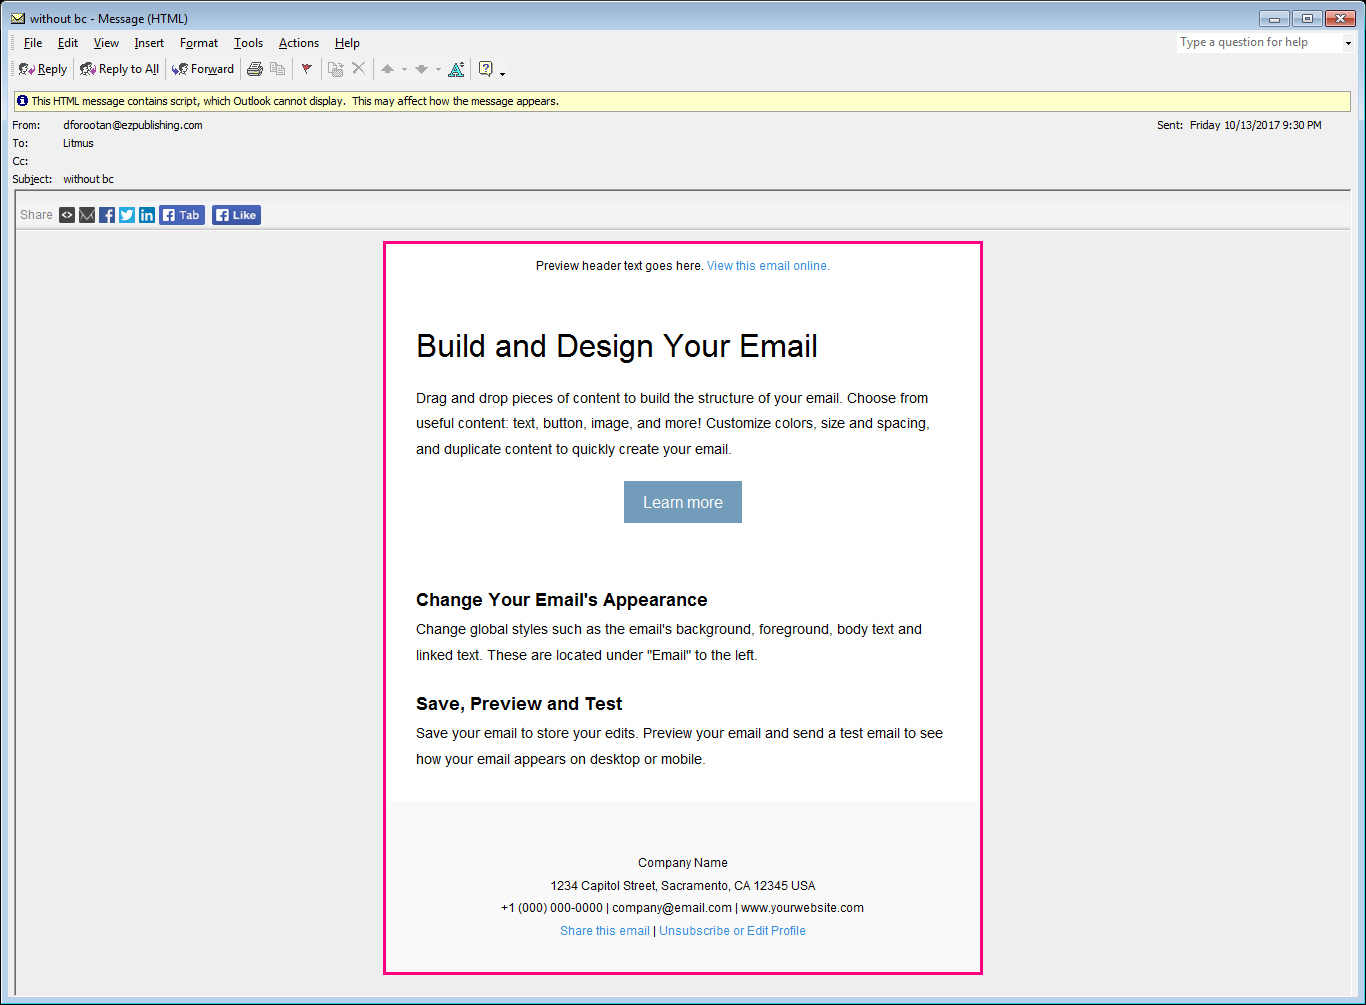 without bc - Message (HTML)
File Edit View Insert Format Tools Actions Help
Type a question for help
Reply Reply to All Forward
This HTML message contains script, which Outlook cannot display. This may affect how the message appears.
From: dforootan@ezpublishing.com
Sent: Friday 10/13/2017 9:30 PM
To: Litmus
Cc:
Subject: without bc
Share Tab Like
Preview header text goes here. View this email online.
Build and Design Your Email
Drag and drop pieces of content to build the structure of your email. Choose from
useful content: text, button, image, and more! Customize colors, size and spacing,
and duplicate content to quickly create your email.
Learn more
Change Your Email's Appearance
Change global styles such as the email's background, foreground, body text and
linked text. These are located under "Email" to the left.
Save, Preview and Test
Save your email to store your edits. Preview your email and send a test email to see
how your email appears on desktop or mobile.
Company Name
1234 Capitol Street, Sacramento, CA 12345 USA
+1 (000) 000-0000 | company@email.com | www.yourwebsite.com
Share this email | Unsubscribe or Edit Profile